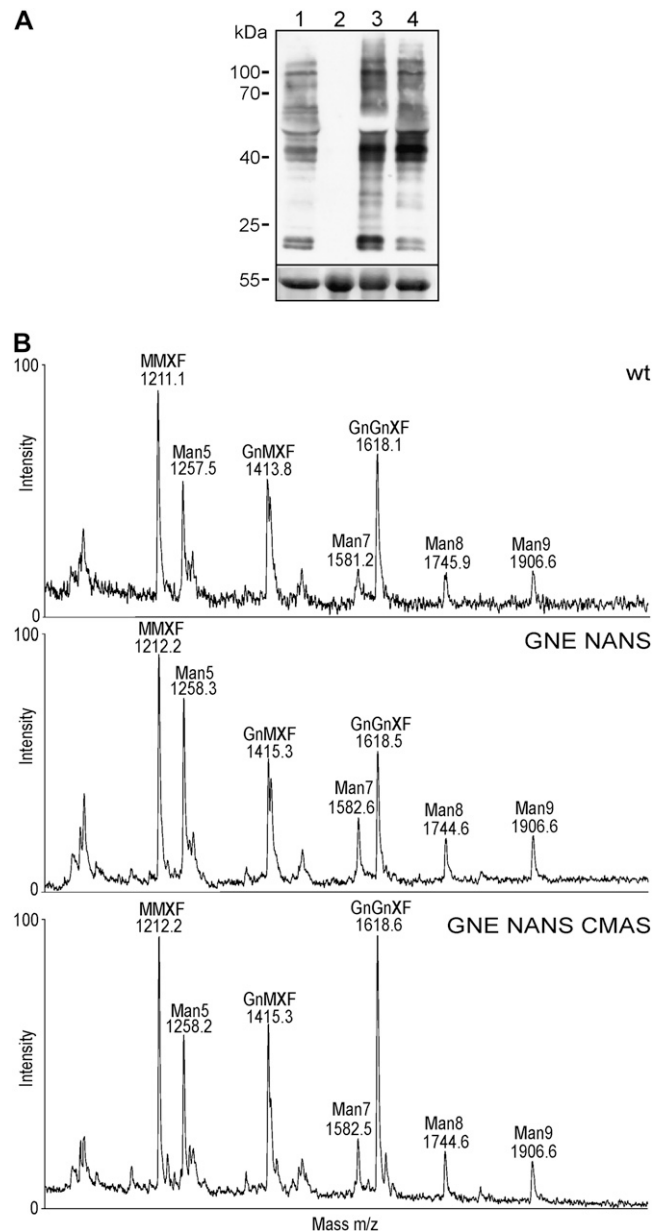 A
1 2 3 4
kDa
100-
70-
40-
25-
55-
B
100
wt
MMXF
1211.1
Man5
1257.5
GnMXF
1413.8
GnGnXF
1618.1
Man7
1581.2
Man8
1745.9
Man9
1906.6
Intensity
0
100
GNE NANS
MMXF
1212.2
Man5
1258.3
GnMXF
1415.3
GnGnXF
1618.5
Man7
1582.6
Man8
1744.6
Man9
1906.6
Intensity
0
100
GNE NANS CMAS
MMXF
1212.2
Man5
1258.2
GnMXF
1415.3
GnGnXF
1618.6
Man7
1582.5
Man8
1744.6
Man9
1906.6
Intensity
0
Mass m/z